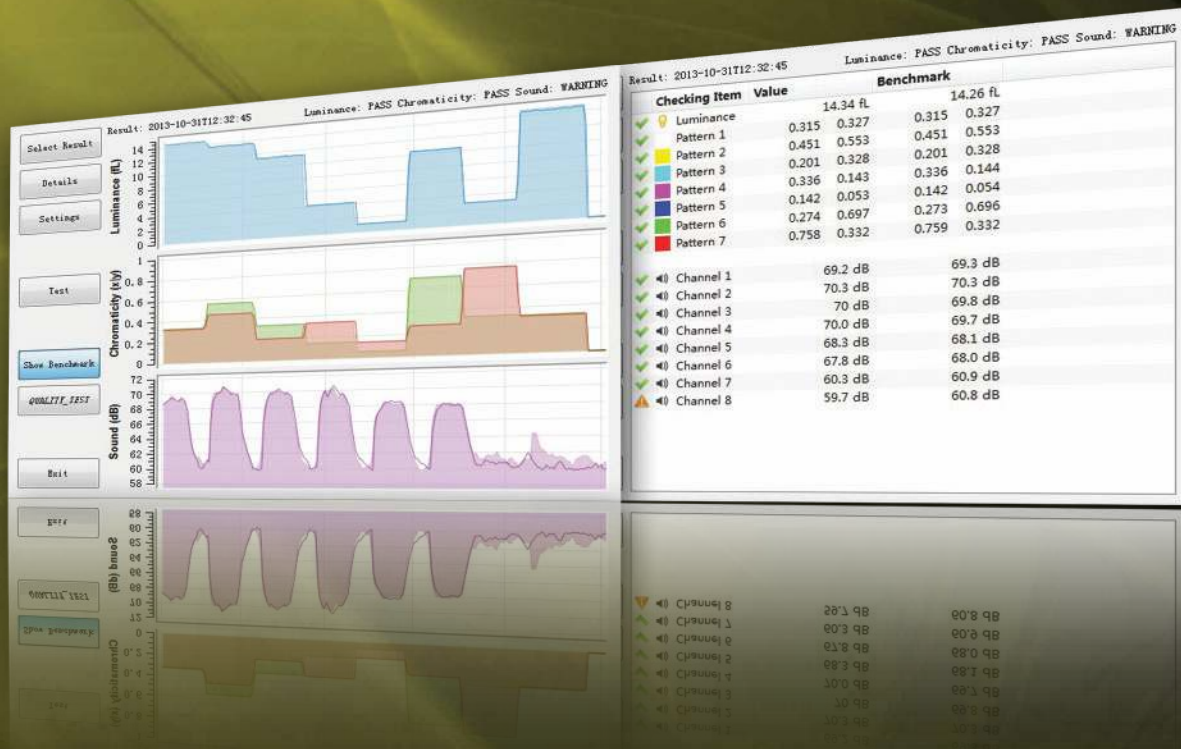 Result: 2013-10-31T12:32:45 Luminance: PASS Chromaticity: PASS Sound: WARNING
Select Result
Details
Settings
Test
Show Benchmark
QUALITE_TEST
Exit
Luminance (fL)
14
12
10
8
6
4
2
0
Chromaticity (x|y)
1
0.8
0.6
0.4
0.2
0
Sound (dB)
72
70
68
66
64
62
60
58
Result: 2013-10-31T12:32:45 Luminance: PASS Chromaticity: PASS Sound: WARNING
Checking Item Value Benchmark
Luminance 14.34 fL 14.26 fL
Pattern 1 0.315 0.327 0.315 0.327
Pattern 2 0.451 0.553 0.451 0.553
Pattern 3 0.201 0.328 0.201 0.328
Pattern 4 0.336 0.143 0.336 0.144
Pattern 5 0.142 0.053 0.142 0.054
Pattern 6 0.274 0.697 0.273 0.696
Pattern 7 0.758 0.332 0.759 0.332
Channel 1 69.2 dB 69.3 dB
Channel 2 70.3 dB 70.3 dB
Channel 3 70 dB 69.8 dB
Channel 4 70.0 dB 69.7 dB
Channel 5 68.3 dB 68.1 dB
Channel 6 67.8 dB 68.0 dB
Channel 7 60.3 dB 60.9 dB
Channel 8 59.7 dB 60.8 dB